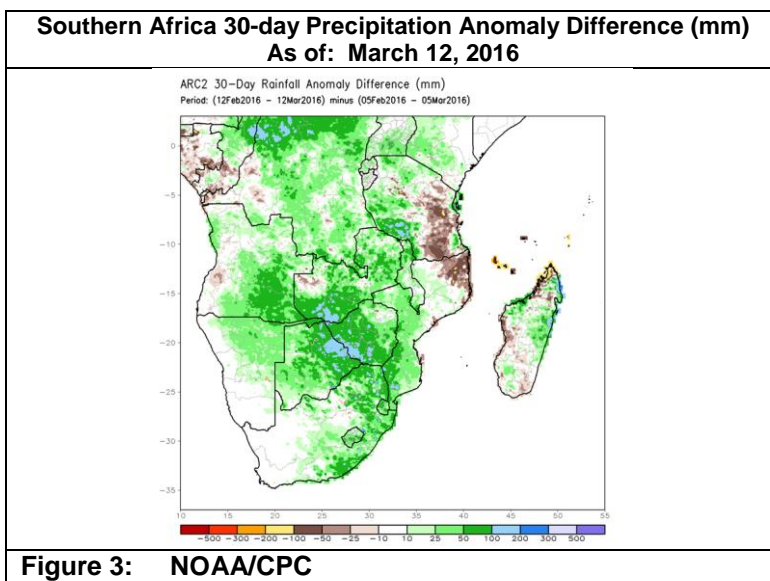 Southern Africa 30-day Precipitation Anomaly Difference (mm)
As of: March 12, 2016
ARC2 30-Day Rainfall Anomaly Difference (mm)
Period: (12Feb2016 - 12Mar2016) minus (05Feb2016 - 05Mar2016)
0
-5
-10
-15
-20
-25
-30
-35
10 15 20 25 30 35 40 45 50 55
-500 -300 -200 -100 -50 -25 -10 10 25 50 100 200 300 500
Figure 3: NOAA/CPC